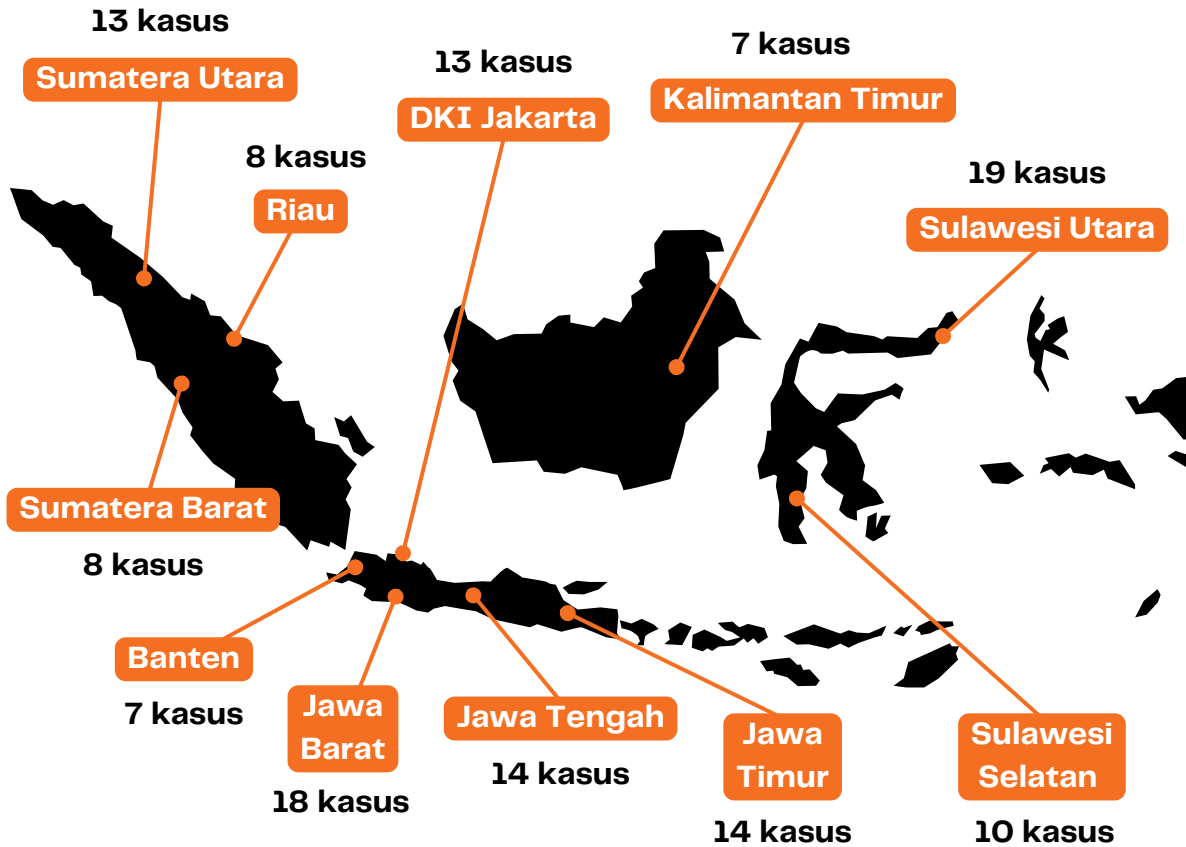 13 kasus
Sumatera Utara
8 kasus
Riau
13 kasus
DKI Jakarta
7 kasus
Kalimantan Timur
19 kasus
Sulawesi Utara
Sumatera Barat
8 kasus
Banten
7 kasus
Jawa
Barat
18 kasus
Jawa Tengah
14 kasus
Jawa
Timur
14 kasus
Sulawesi
Selatan
10 kasus